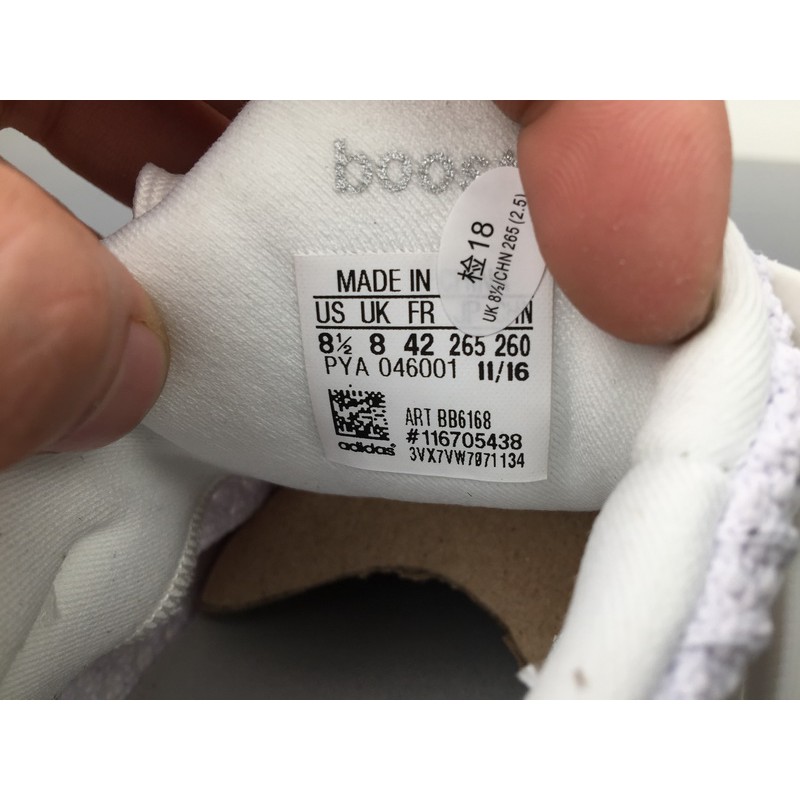 boost
检18
UK 8½/CHN 265 (2.5)
MADE IN
US UK FR
8½ 8 42 265 260
PYA 046001 11/16
ART BB6168
#116705438
adidas
3VX7VW7071134